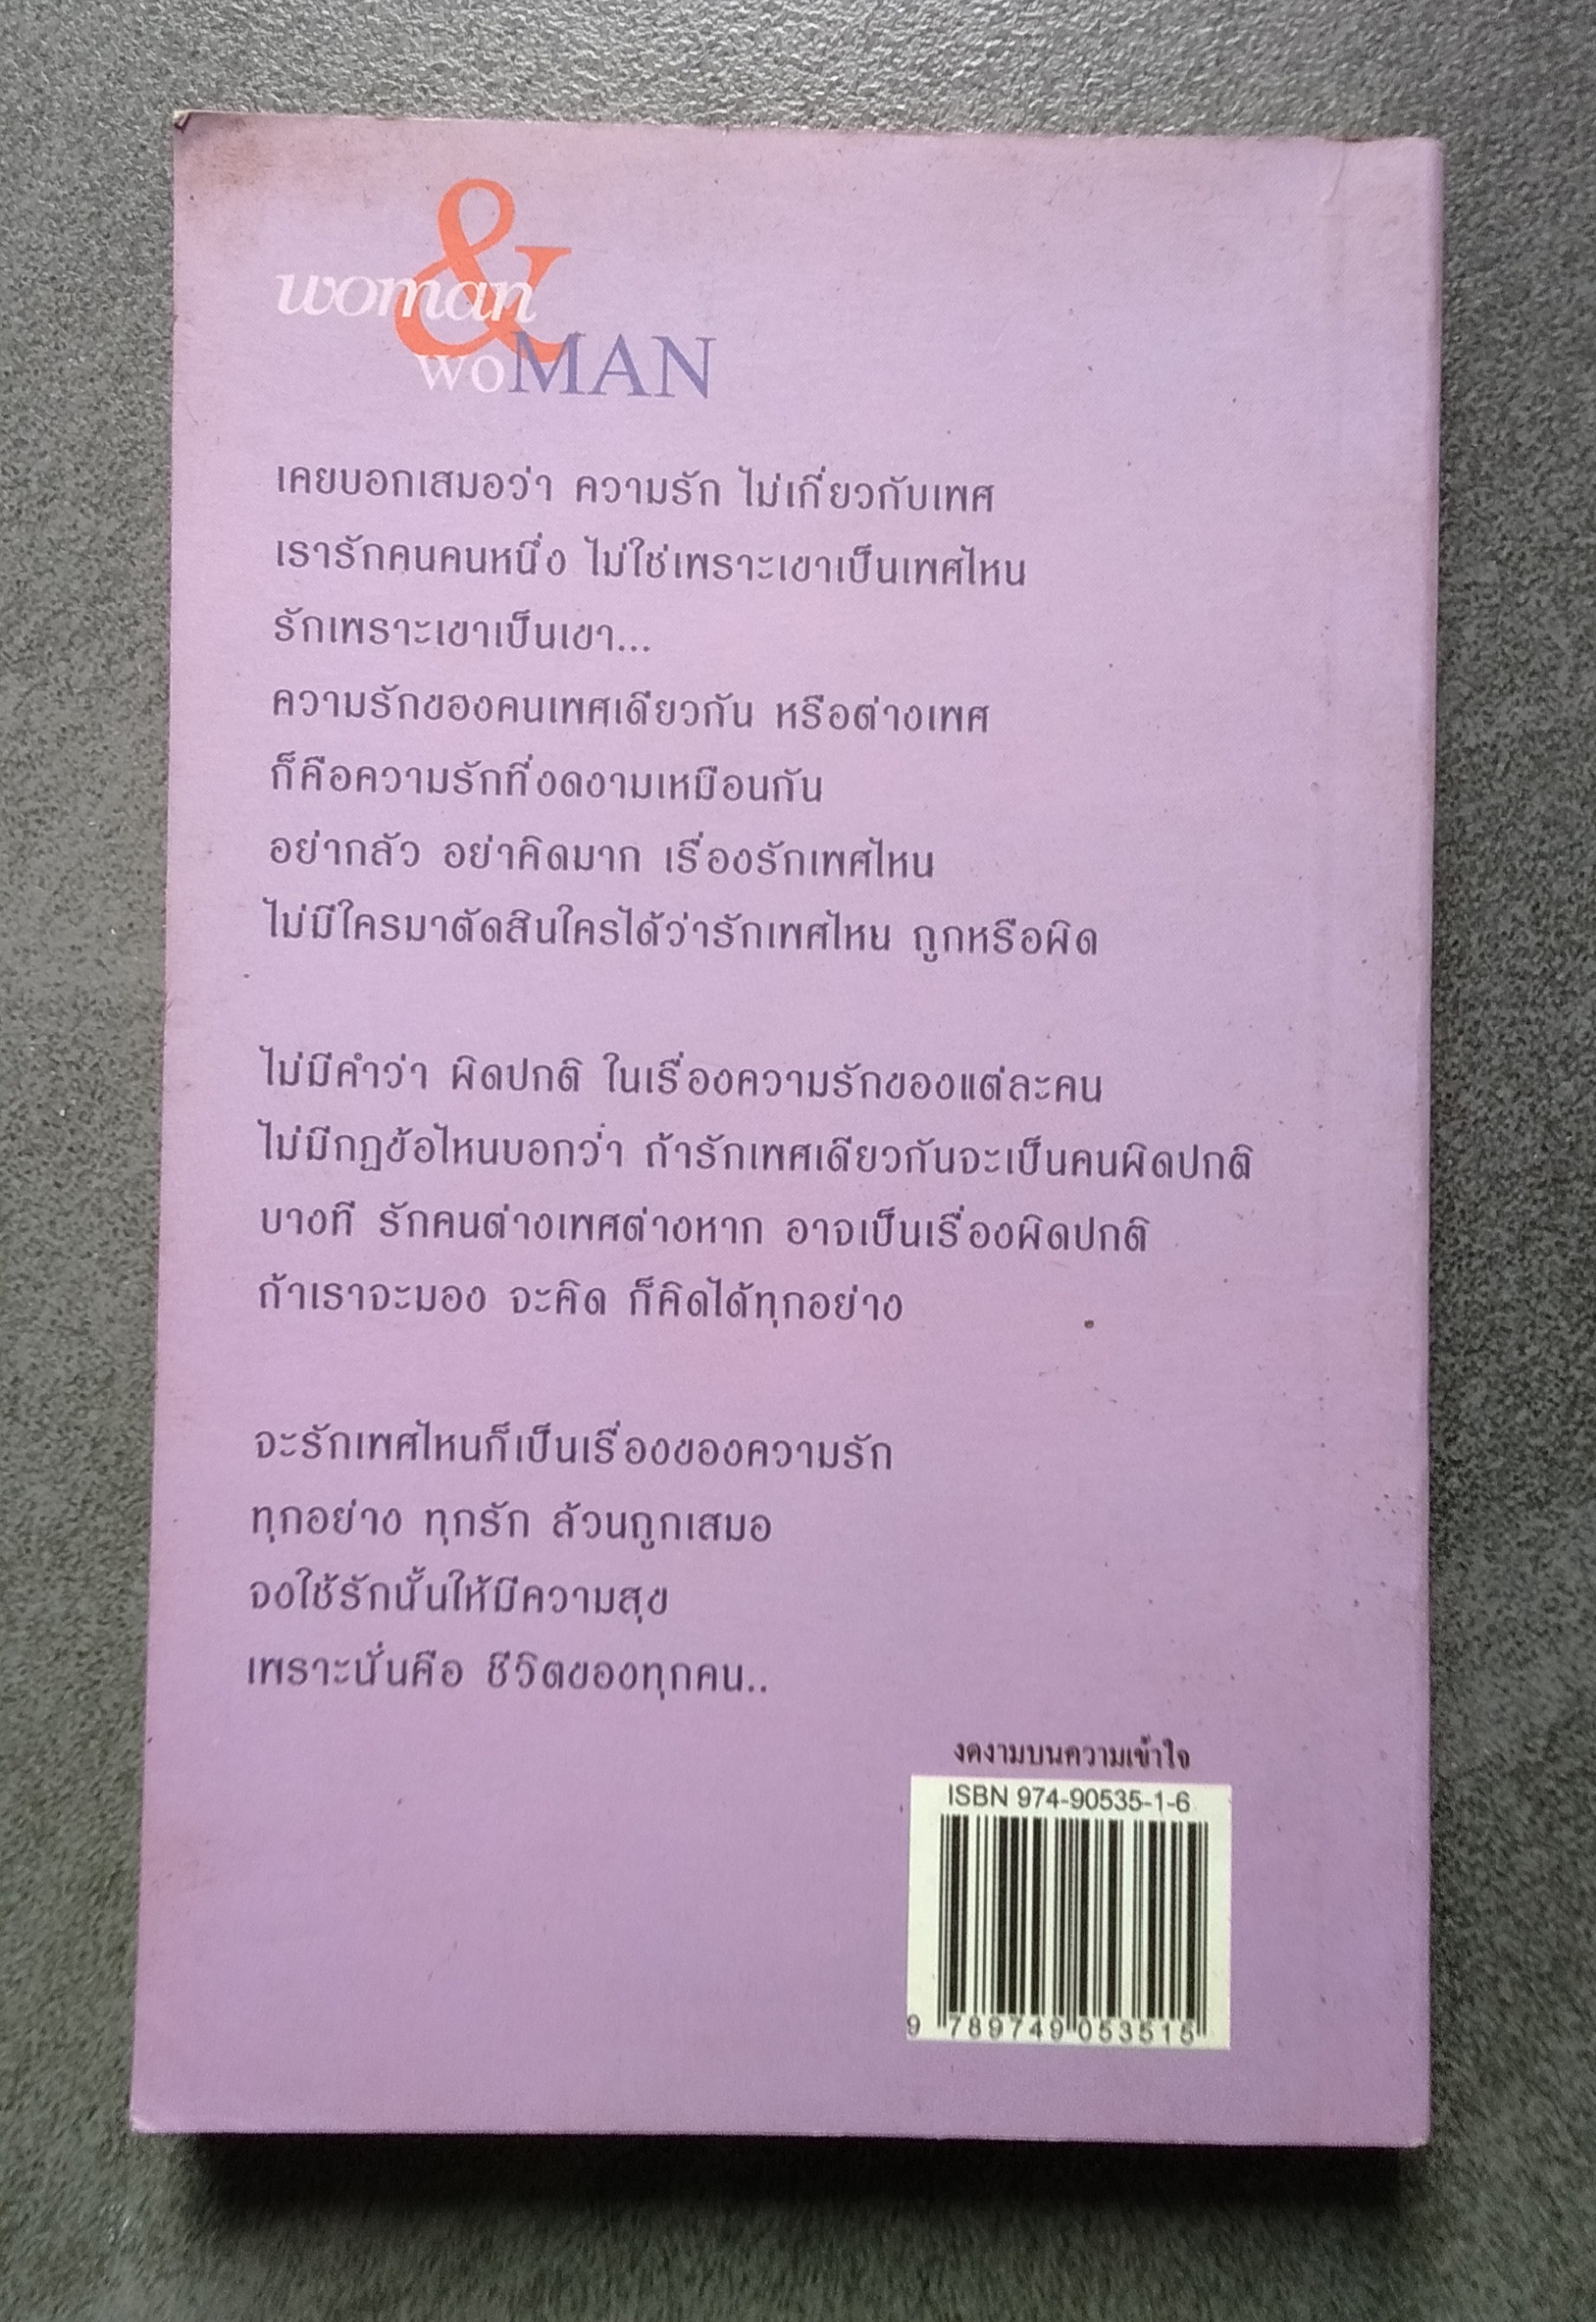 &
woman
woMAN
เคยบอกเสมอว่า ความรัก ไม่เกี่ยวกับเพศ
เรารักคนคนหนึ่ง ไม่ใช่เพราะเขาเป็นเพศไหน
รักเพราะเขาเป็นเขา...
ความรักของคนเพศเดียวกัน หรือต่างเพศ
ก็คือความรักที่งดงามเหมือนกัน
อย่ากลัว อย่าคิดมาก เรื่องรักเพศไหน
ไม่มีใครมาตัดสินใครได้ว่ารักเพศไหน ถูกหรือผิด
ไม่มีคำว่า ผิดปกติ ในเรื่องความรักของแต่ละคน
ไม่มีกฏข้อไหนบอกว่า ถ้ารักเพศเดียวกันจะเป็นคนผิดปกติ
บางที รักคนต่างเพศต่างหาก อาจเป็นเรื่องผิดปกติ
ถ้าเราจะมอง จะคิด ก็คิดได้ทุกอย่าง
จะรักเพศไหนก็เป็นเรื่องของความรัก
ทุกอย่าง ทุกรัก ล้วนถูกเสมอ
จงใช้รักนั้นให้มีความสุข
เพราะนั่นคือ ชีวิตของทุกคน..
งดงามบนความเข้าใจ
ISBN 974-90535-1-6
9 789749 053515